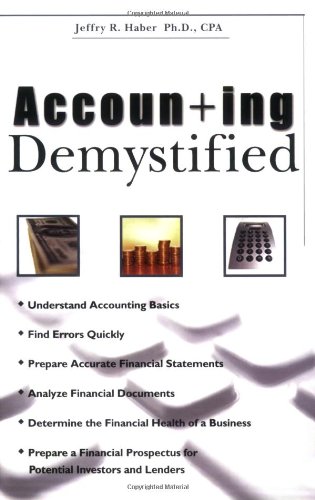 Jeffry R. Haber Ph.D., CPA
Accoun+ing
Demystified
Understand Accounting Basics
Find Errors Quickly
Prepare Accurate Financial Statements
Analyze Financial Documents
Determine the Financial Health of a Business
Prepare a Financial Prospectus for
Potential Investors and Lenders